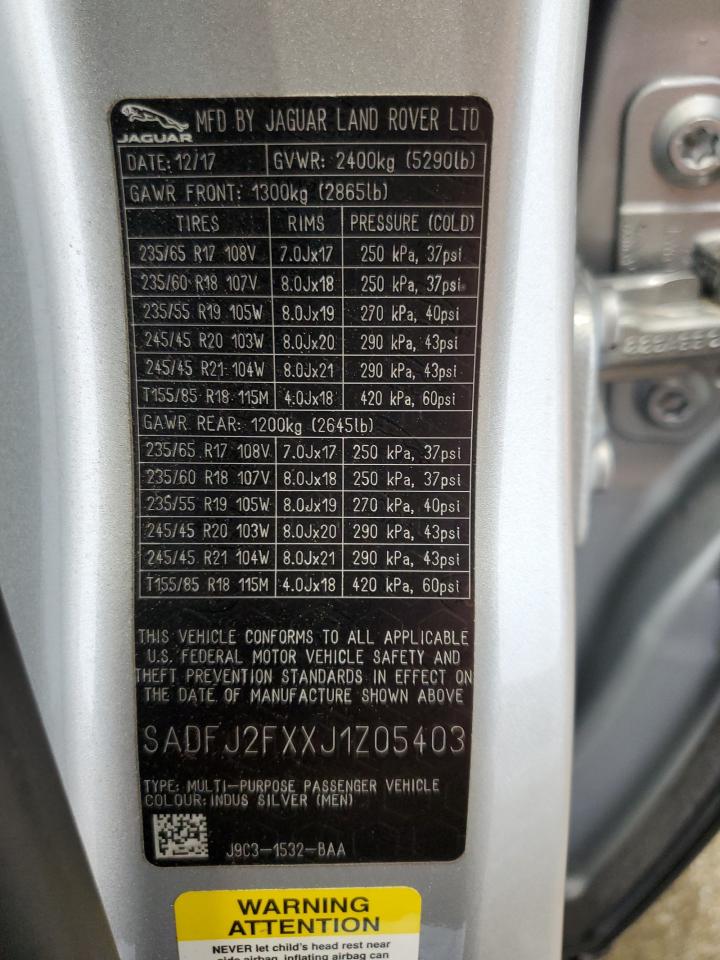 JAGUAR MFD BY JAGUAR LAND ROVER LTD
DATE: 12/17 GVWR: 2400kg (5290lb)
GAWR FRONT: 1300kg (2865lb)
TIRES RIMS PRESSURE (COLD)
235/65 R17 108V 7.0Jx17 250 kPa, 37psi
235/60 R18 107V 8.0Jx18 250 kPa, 37psi
235/55 R19 105W 8.0Jx19 270 kPa, 40psi
245/45 R20 103W 8.0Jx20 290 kPa, 43psi
245/45 R21 104W 8.0Jx21 290 kPa, 43psi
T155/85 R18 115M 4.0Jx18 420 kPa, 60psi
GAWR REAR: 1200kg (2645lb)
235/65 R17 108V 7.0Jx17 250 kPa, 37psi
235/60 R18 107V 8.0Jx18 250 kPa, 37psi
235/55 R19 105W 8.0Jx19 270 kPa, 40psi
245/45 R20 103W 8.0Jx20 290 kPa, 43psi
245/45 R21 104W 8.0Jx21 290 kPa, 43psi
T155/85 R18 115M 4.0Jx18 420 kPa, 60psi
THIS VEHICLE CONFORMS TO ALL APPLICABLE
U.S. FEDERAL MOTOR VEHICLE SAFETY AND
THEFT PREVENTION STANDARDS IN EFFECT ON
THE DATE OF MANUFACTURE SHOWN ABOVE
SADFJ2FXXJ1Z05403
TYPE: MULTI-PURPOSE PASSENGER VEHICLE
COLOUR: INDUS SILVER (MEN)
J9C3-1532-BAA
WARNING
ATTENTION
NEVER let child's head rest near
side airbag, inflating airbag can